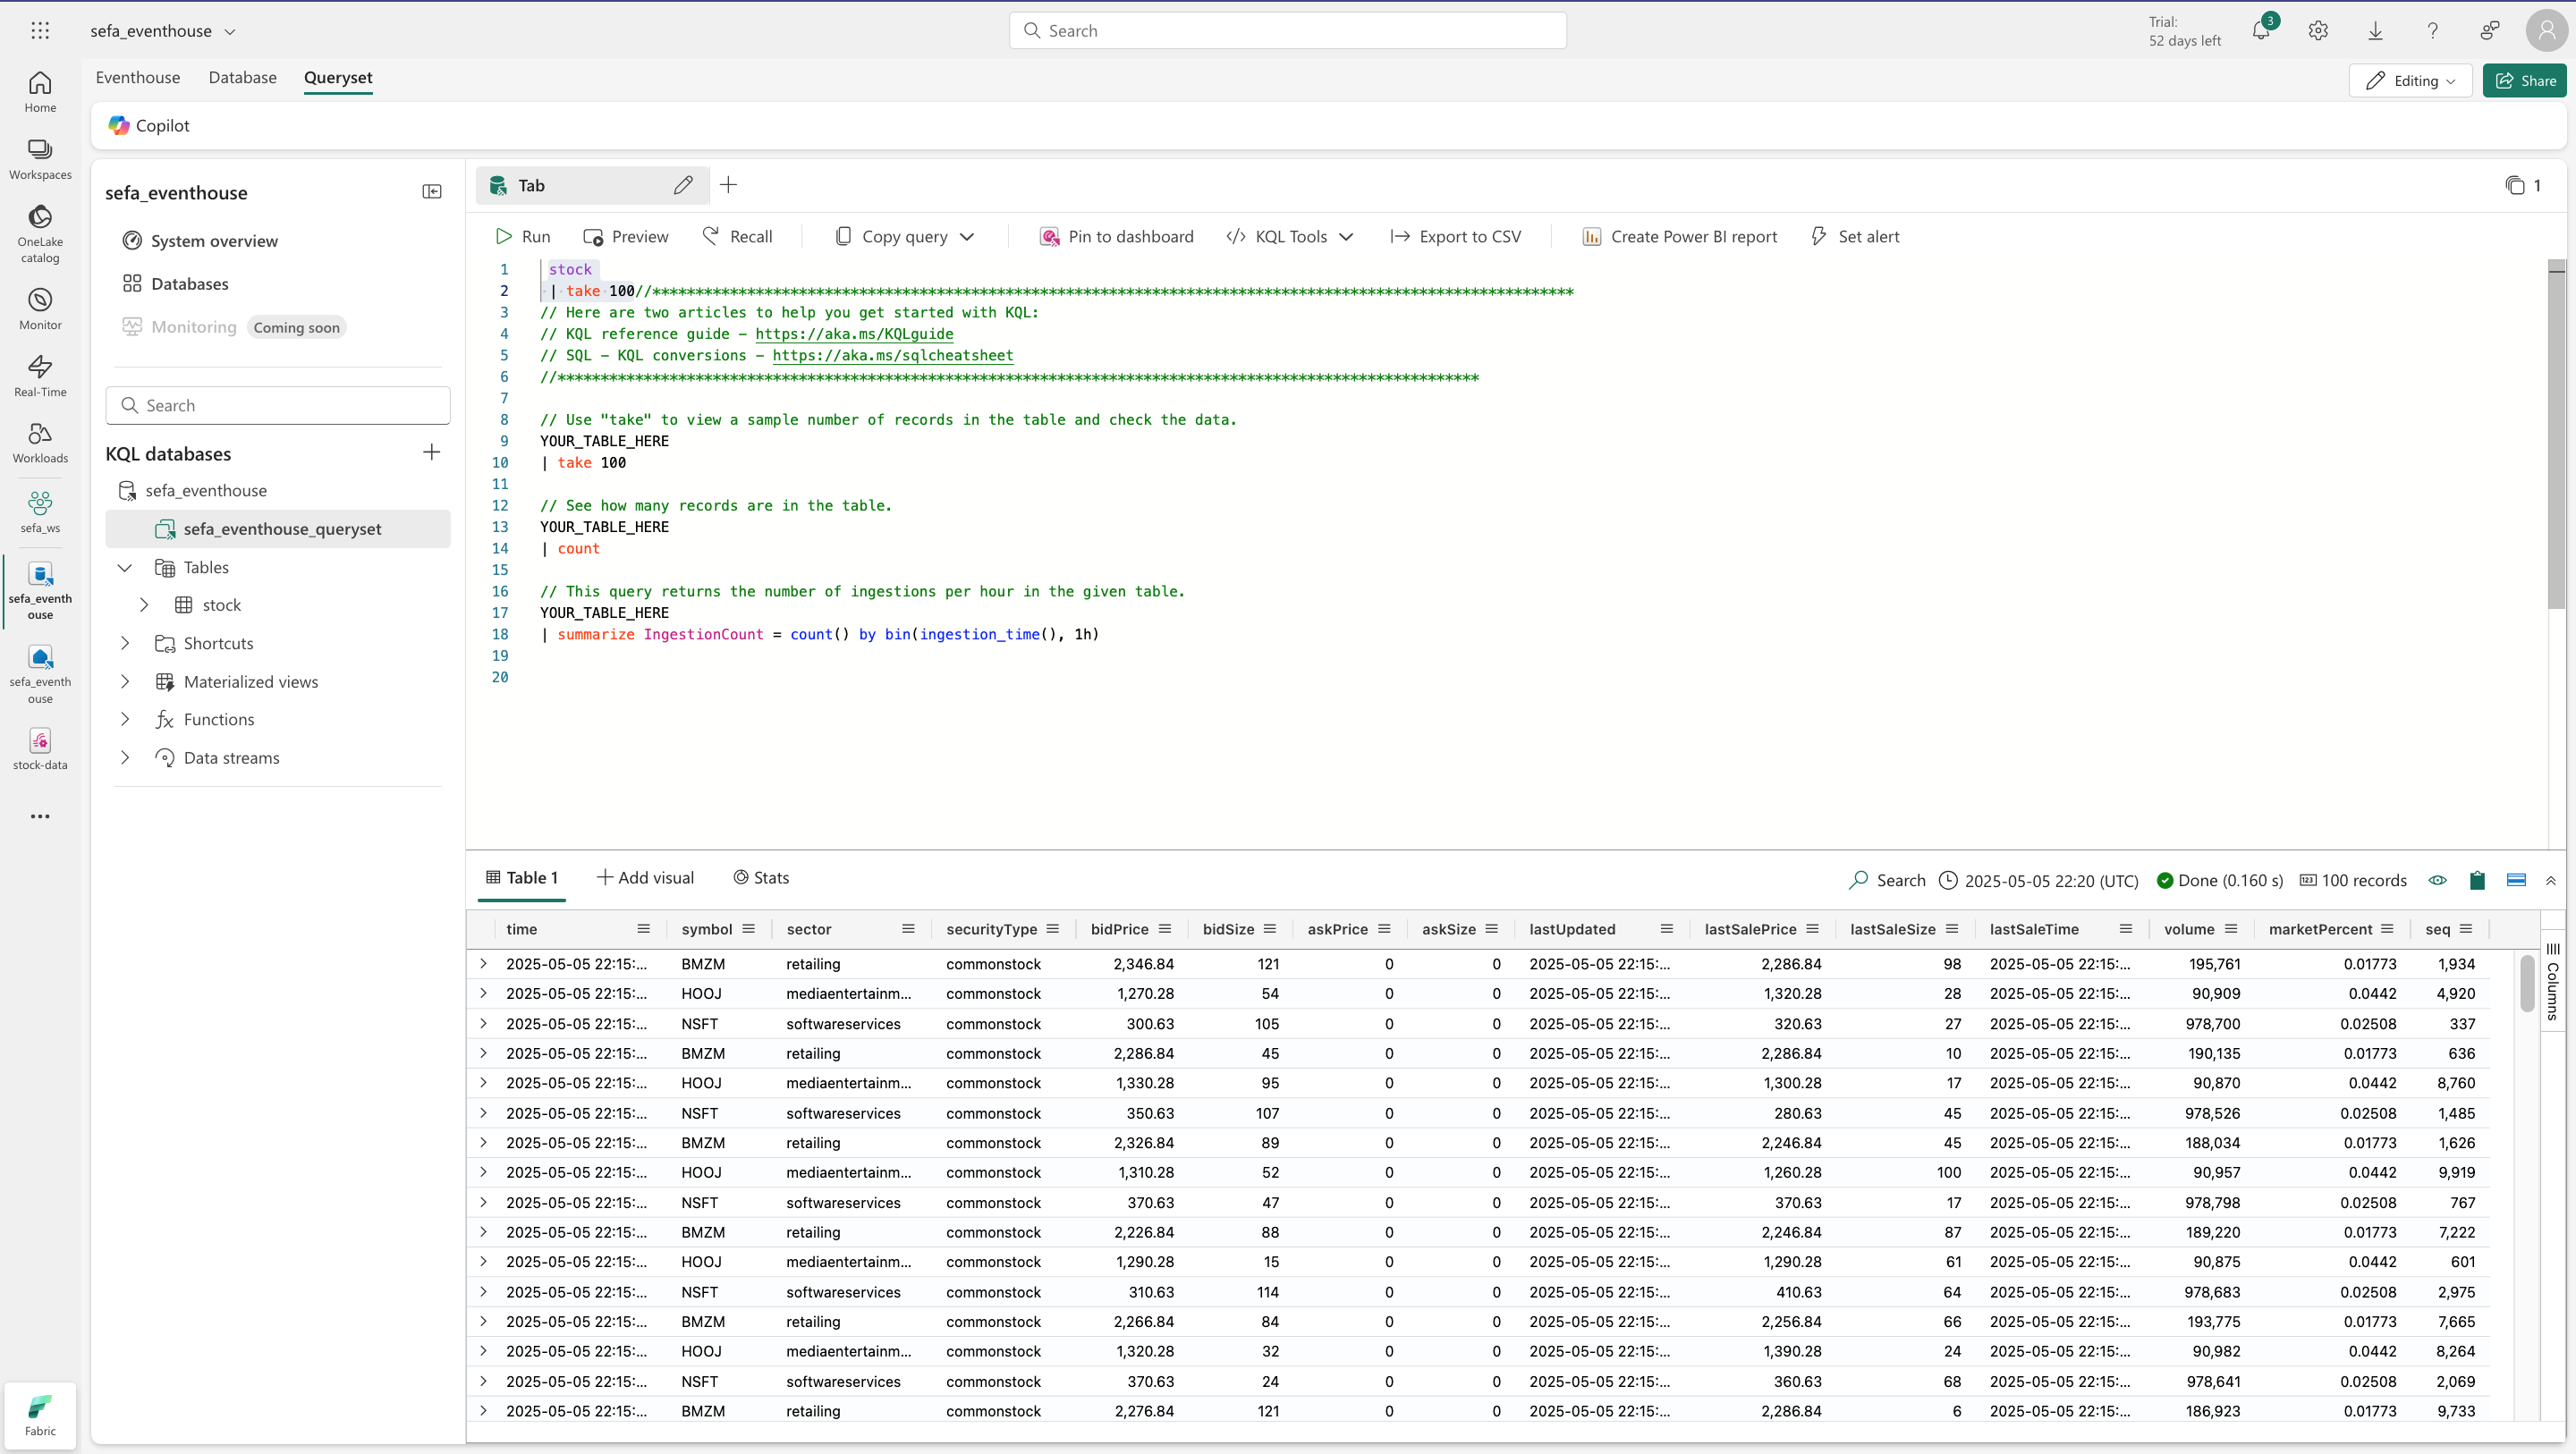 sefa_eventhouse
Search
Trial:
52 days left
3
Home
Workspaces
OneLake
catalog
Monitor
Real-Time
Workloads
sefa_ws
sefa_eventh
ouse
sefa_eventh
ouse
stock-data
Fabric
Eventhouse Database Queryset
Editing Share
Copilot
sefa_eventhouse
System overview
Databases
Monitoring Coming soon
Search
KQL databases
sefa_eventhouse
sefa_eventhouse_queryset
Tables
stock
Shortcuts
Materialized views
Functions
Data streams
Tab
1
Run Preview Recall Copy query Pin to dashboard KQL Tools Export to CSV Create Power BI report Set alert
1 stock
2 | take 100//***********************************************************************************************************
3 // Here are two articles to help you get started with KQL:
4 // KQL reference guide - https://aka.ms/KQLguide
5 // SQL - KQL conversions - https://aka.ms/sqlcheatsheet
6 //***********************************************************************************************************
7
8 // Use "take" to view a sample number of records in the table and check the data.
9 YOUR_TABLE_HERE
10 | take 100
11
12 // See how many records are in the table.
13 YOUR_TABLE_HERE
14 | count
15
16 // This query returns the number of ingestions per hour in the given table.
17 YOUR_TABLE_HERE
18 | summarize IngestionCount = count() by bin(ingestion_time(), 1h)
19
20
Table 1 Add visual Stats
Search 2025-05-05 22:20 (UTC) Done (0.160 s) 100 records
time symbol sector securityType bidPrice bidSize askPrice askSize lastUpdated lastSalePrice lastSaleSize lastSaleTime volume marketPercent seq
2025-05-05 22:15:... BMZM retailing commonstock 2,346.84 121 0 0 2025-05-05 22:15:... 2,286.84 98 2025-05-05 22:15:... 195,761 0.01773 1,934
2025-05-05 22:15:... HOOJ mediaentertainm... commonstock 1,270.28 54 0 0 2025-05-05 22:15:... 1,320.28 28 2025-05-05 22:15:... 90,909 0.0442 4,920
2025-05-05 22:15:... NSFT softwareservices commonstock 300.63 105 0 0 2025-05-05 22:15:... 320.63 27 2025-05-05 22:15:... 978,700 0.02508 337
2025-05-05 22:15:... BMZM retailing commonstock 2,286.84 45 0 0 2025-05-05 22:15:... 2,286.84 10 2025-05-05 22:15:... 190,135 0.01773 636
2025-05-05 22:15:... HOOJ mediaentertainm... commonstock 1,330.28 95 0 0 2025-05-05 22:15:... 1,300.28 17 2025-05-05 22:15:... 90,870 0.0442 8,760
2025-05-05 22:15:... NSFT softwareservices commonstock 350.63 107 0 0 2025-05-05 22:15:... 280.63 45 2025-05-05 22:15:... 978,526 0.02508 1,485
2025-05-05 22:15:... BMZM retailing commonstock 2,326.84 89 0 0 2025-05-05 22:15:... 2,246.84 45 2025-05-05 22:15:... 188,034 0.01773 1,626
2025-05-05 22:15:... HOOJ mediaentertainm... commonstock 1,310.28 52 0 0 2025-05-05 22:15:... 1,260.28 100 2025-05-05 22:15:... 90,957 0.0442 9,919
2025-05-05 22:15:... NSFT softwareservices commonstock 370.63 47 0 0 2025-05-05 22:15:... 370.63 17 2025-05-05 22:15:... 978,798 0.02508 767
2025-05-05 22:15:... BMZM retailing commonstock 2,226.84 88 0 0 2025-05-05 22:15:... 2,246.84 87 2025-05-05 22:15:... 189,220 0.01773 7,222
2025-05-05 22:15:... HOOJ mediaentertainm... commonstock 1,290.28 15 0 0 2025-05-05 22:15:... 1,290.28 61 2025-05-05 22:15:... 90,875 0.0442 601
2025-05-05 22:15:... NSFT softwareservices commonstock 310.63 114 0 0 2025-05-05 22:15:... 410.63 64 2025-05-05 22:15:... 978,683 0.02508 2,975
2025-05-05 22:15:... BMZM retailing commonstock 2,266.84 84 0 0 2025-05-05 22:15:... 2,256.84 66 2025-05-05 22:15:... 193,775 0.01773 7,665
2025-05-05 22:15:... HOOJ mediaentertainm... commonstock 1,320.28 32 0 0 2025-05-05 22:15:... 1,390.28 24 2025-05-05 22:15:... 90,982 0.0442 8,264
2025-05-05 22:15:... NSFT softwareservices commonstock 370.63 24 0 0 2025-05-05 22:15:... 360.63 68 2025-05-05 22:15:... 978,641 0.02508 2,069
2025-05-05 22:15:... BMZM retailing commonstock 2,276.84 121 0 0 2025-05-05 22:15:... 2,286.84 6 2025-05-05 22:15:... 186,923 0.01773 9,733
Columns